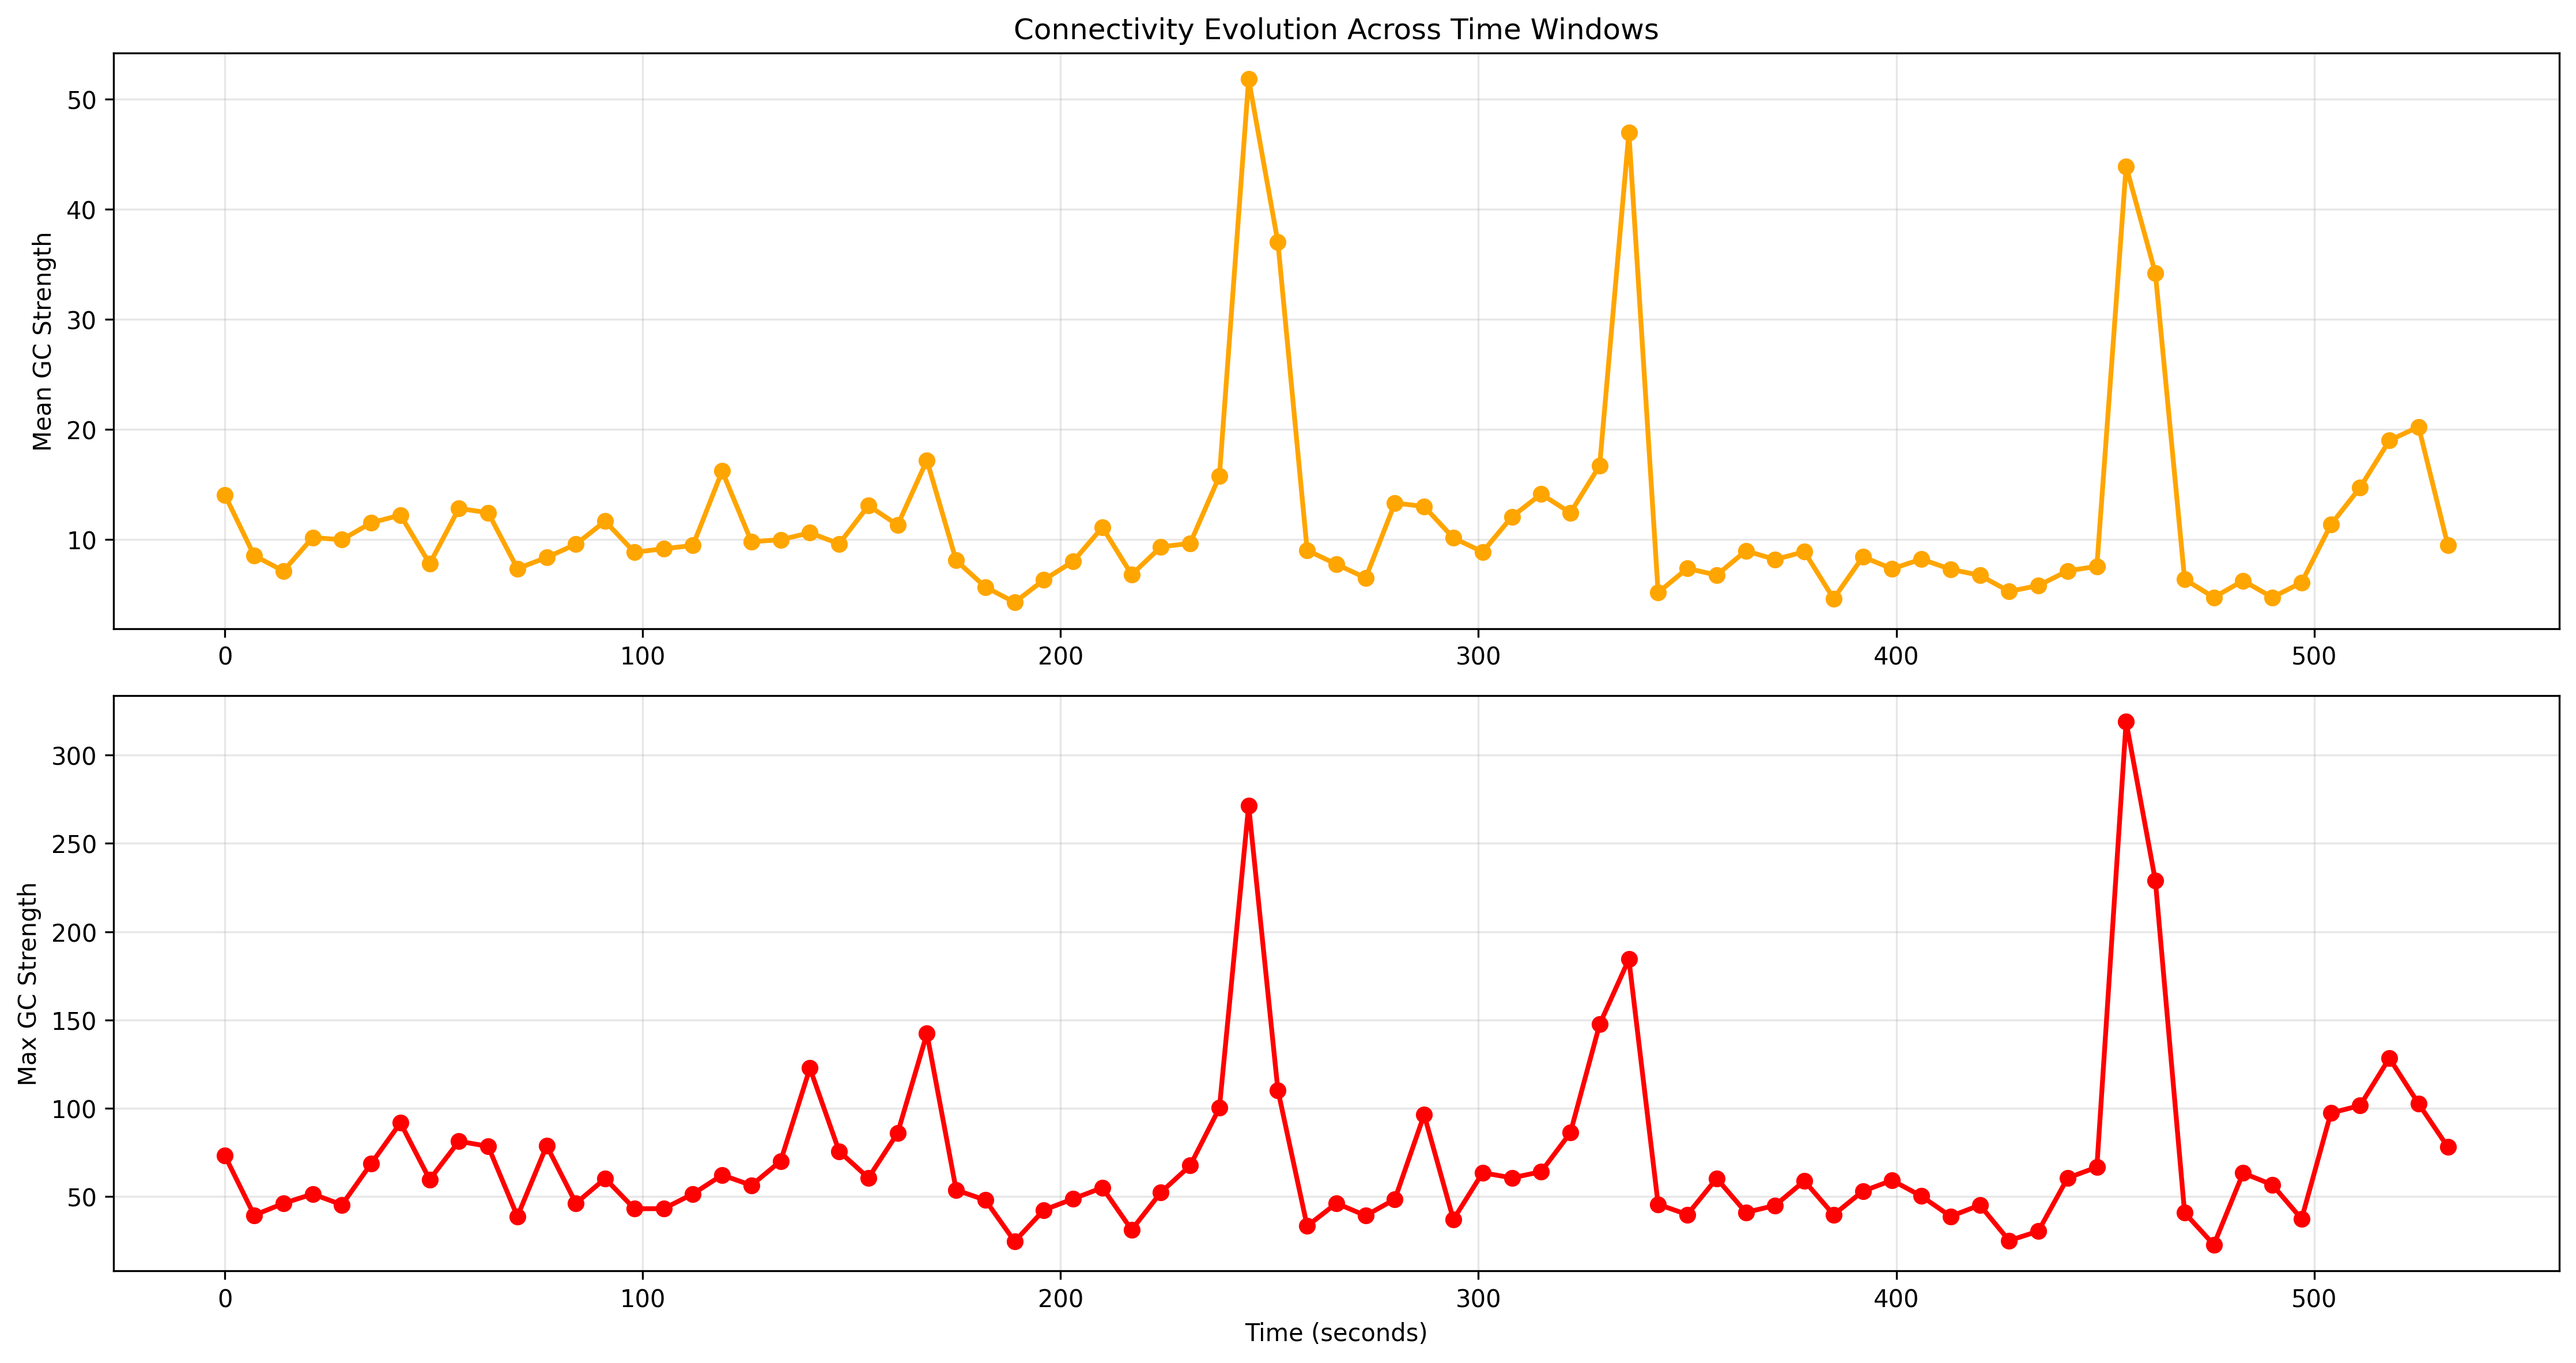 Connectivity Evolution Across Time Windows
Mean GC Strength
50
40
30
20
10
0 100 200 300 400 500
Max GC Strength
300
250
200
150
100
50
0 100 200 300 400 500
Time (seconds)